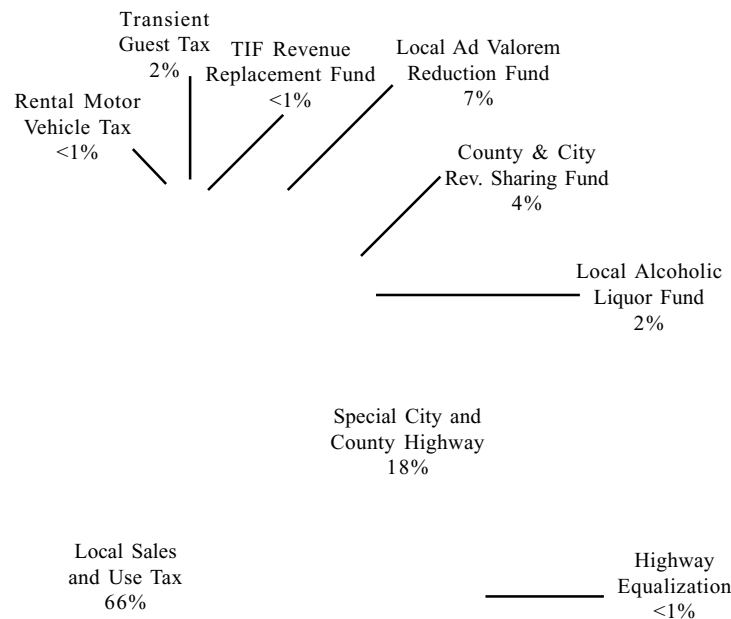 Transient
Guest Tax
2%
TIF Revenue
Replacement Fund
<1%
Local Ad Valorem
Reduction Fund
7%
Rental Motor
Vehicle Tax
<1%
County & City
Rev. Sharing Fund
4%
Local Alcoholic
Liquor Fund
2%
Special City and
County Highway
18%
Local Sales
and Use Tax
66%
Highway
Equalization
<1%